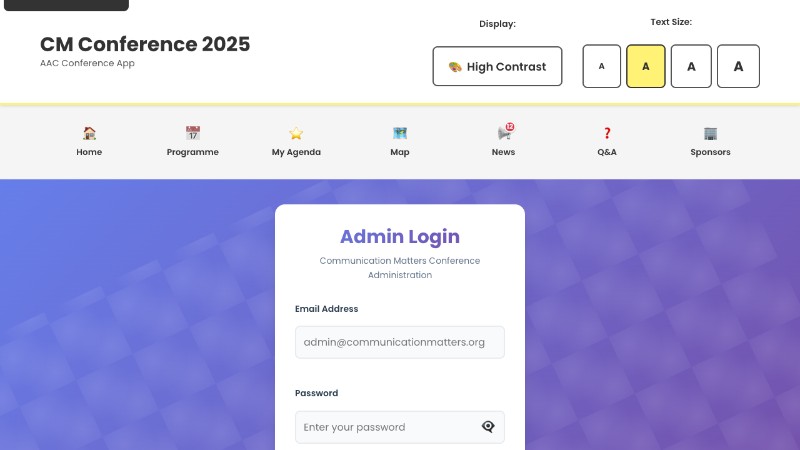 CM Conference 2025
AAC Conference App
Display:
High Contrast
Text Size:
A
A
A
A
Home
Programme
My Agenda
Map
12
News
Q&A
Sponsors
Admin Login
Communication Matters Conference
Administration
Email Address
admin@communicationmatters.org
Password
Enter your password